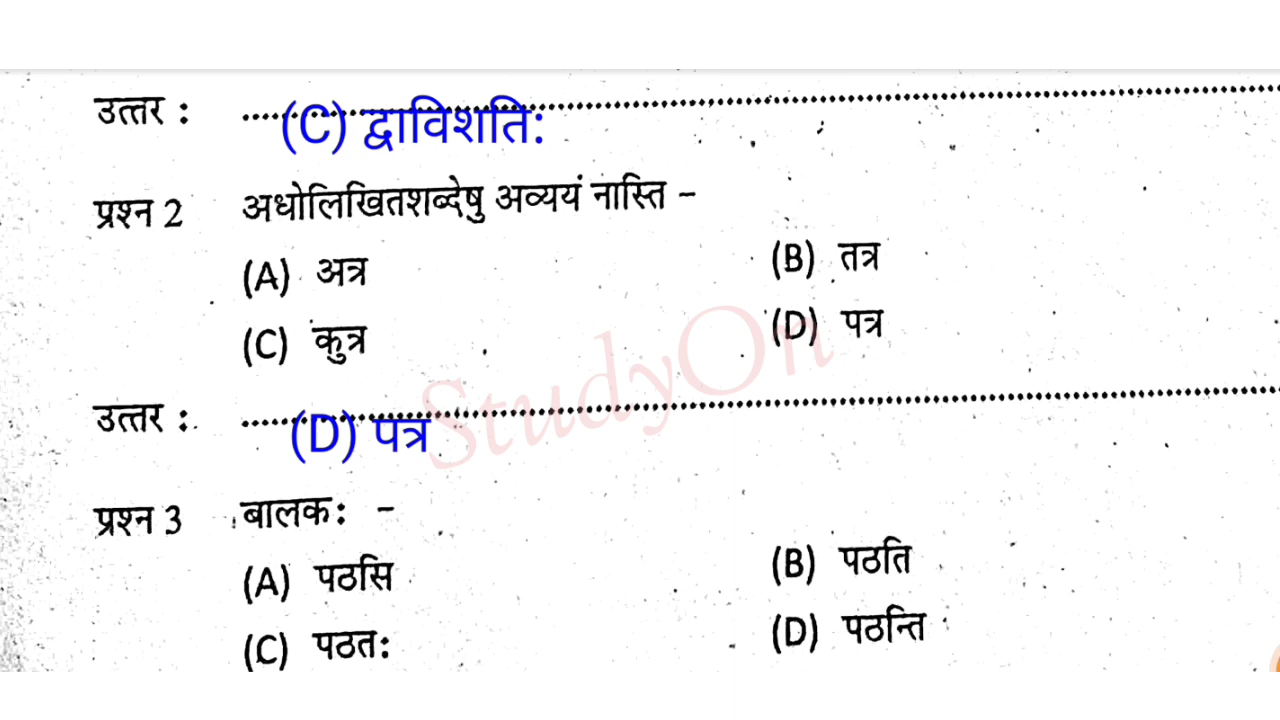 उत्तर : (C) द्वाविशति:
प्रश्न 2 अधोलिखितशब्देषु अव्ययं नास्ति –
(A) अत्र (B) तत्र
(C) कुत्र (D) पत्र
StudyOn
उत्तर : (D) पत्र
प्रश्न 3 बालकः –
(A) पठसि (B) पठति
(C) पठतः (D) पठन्ति